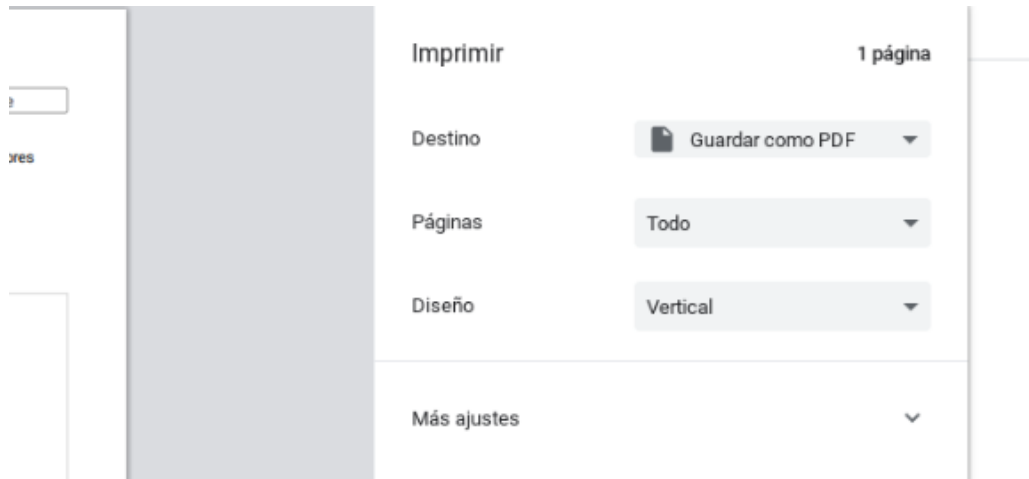 Imprimir
1 página
Destino
Guardar como PDF
Páginas
Todo
Diseño
Vertical
Más ajustes